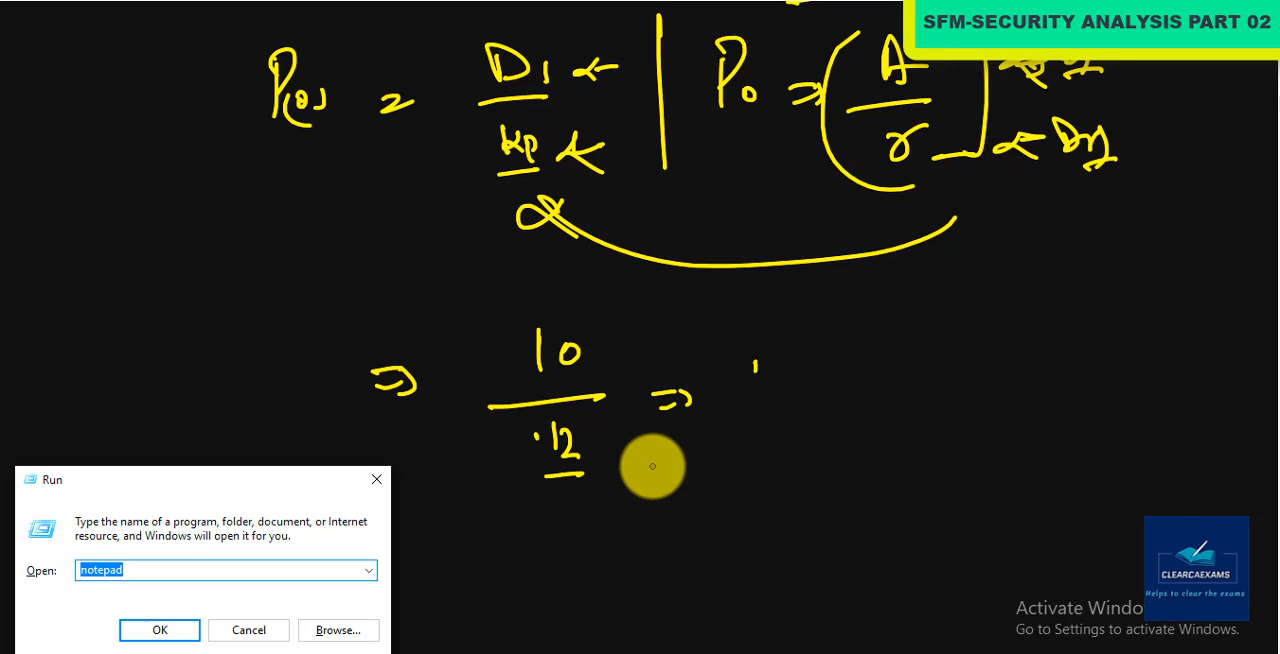 SFM-SECURITY ANALYSIS PART 02
P(0) = D1 ← | P0 ⇒ ( A
kp ← r ← Dn
⇒ 10 ⇒
.12
Run
Type the name of a program, folder, document, or Internet
resource, and Windows will open it for you.
Open: notepad
OK Cancel Browse...
CLEARCAEXAMS
Helps to clear the exams
Activate Windo
Go to Settings to activate Windows.